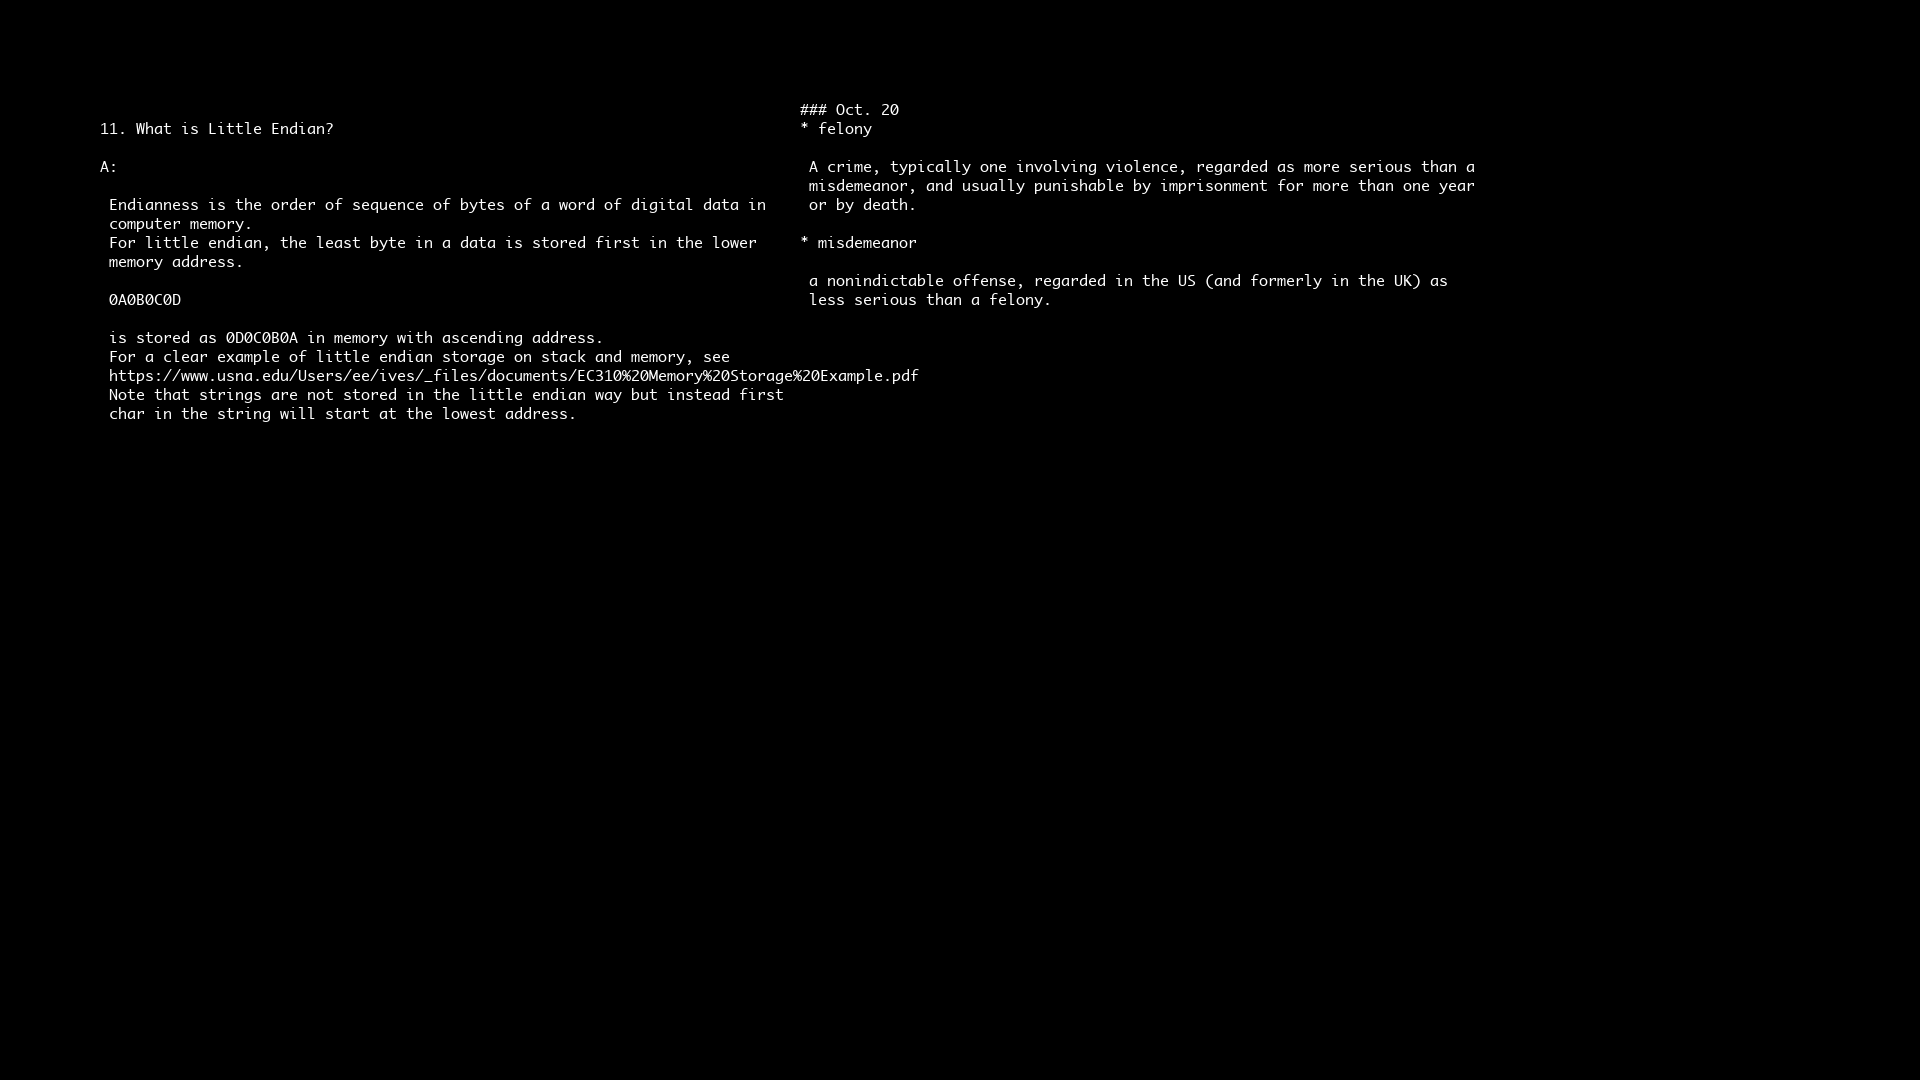 11. What is Little Endian?
A:
Endianness is the order of sequence of bytes of a word of digital data in
computer memory.
For little endian, the least byte in a data is stored first in the lower
memory address.
0A0B0C0D
is stored as 0D0C0B0A in memory with ascending address.
For a clear example of little endian storage on stack and memory, see
https://www.usna.edu/Users/ee/ives/_files/documents/EC310%20Memory%20Storage%20Example.pdf
Note that strings are not stored in the little endian way but instead first
char in the string will start at the lowest address.
### Oct. 20
* felony
A crime, typically one involving violence, regarded as more serious than a
misdemeanor, and usually punishable by imprisonment for more than one year
or by death.
* misdemeanor
a nonindictable offense, regarded in the US (and formerly in the UK) as
less serious than a felony.